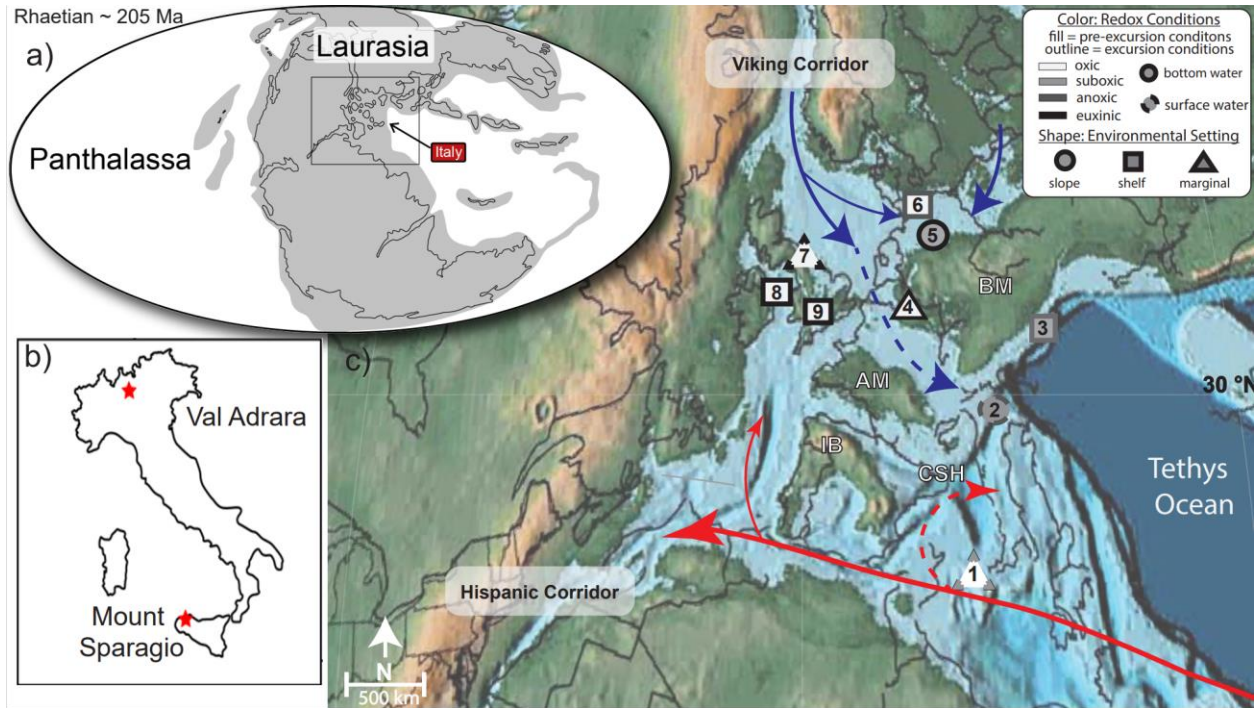 Rhaetian ~ 205 Ma
a)
Laurasia
Panthalassa
Italy
b)
Val Adrara
Mount
Sparagio
c)
Viking Corridor
Color: Redox Conditions
fill = pre-excursion conditons
outline = excursion conditions
oxic
suboxic
anoxic
euxinic
bottom water
surface water
Shape: Environmental Setting
slope
shelf
marginal
6
5
7
BM
8
9
4
3
AM
30 °N
2
IB
CSH
Tethys
Ocean
1
Hispanic Corridor
N
500 km